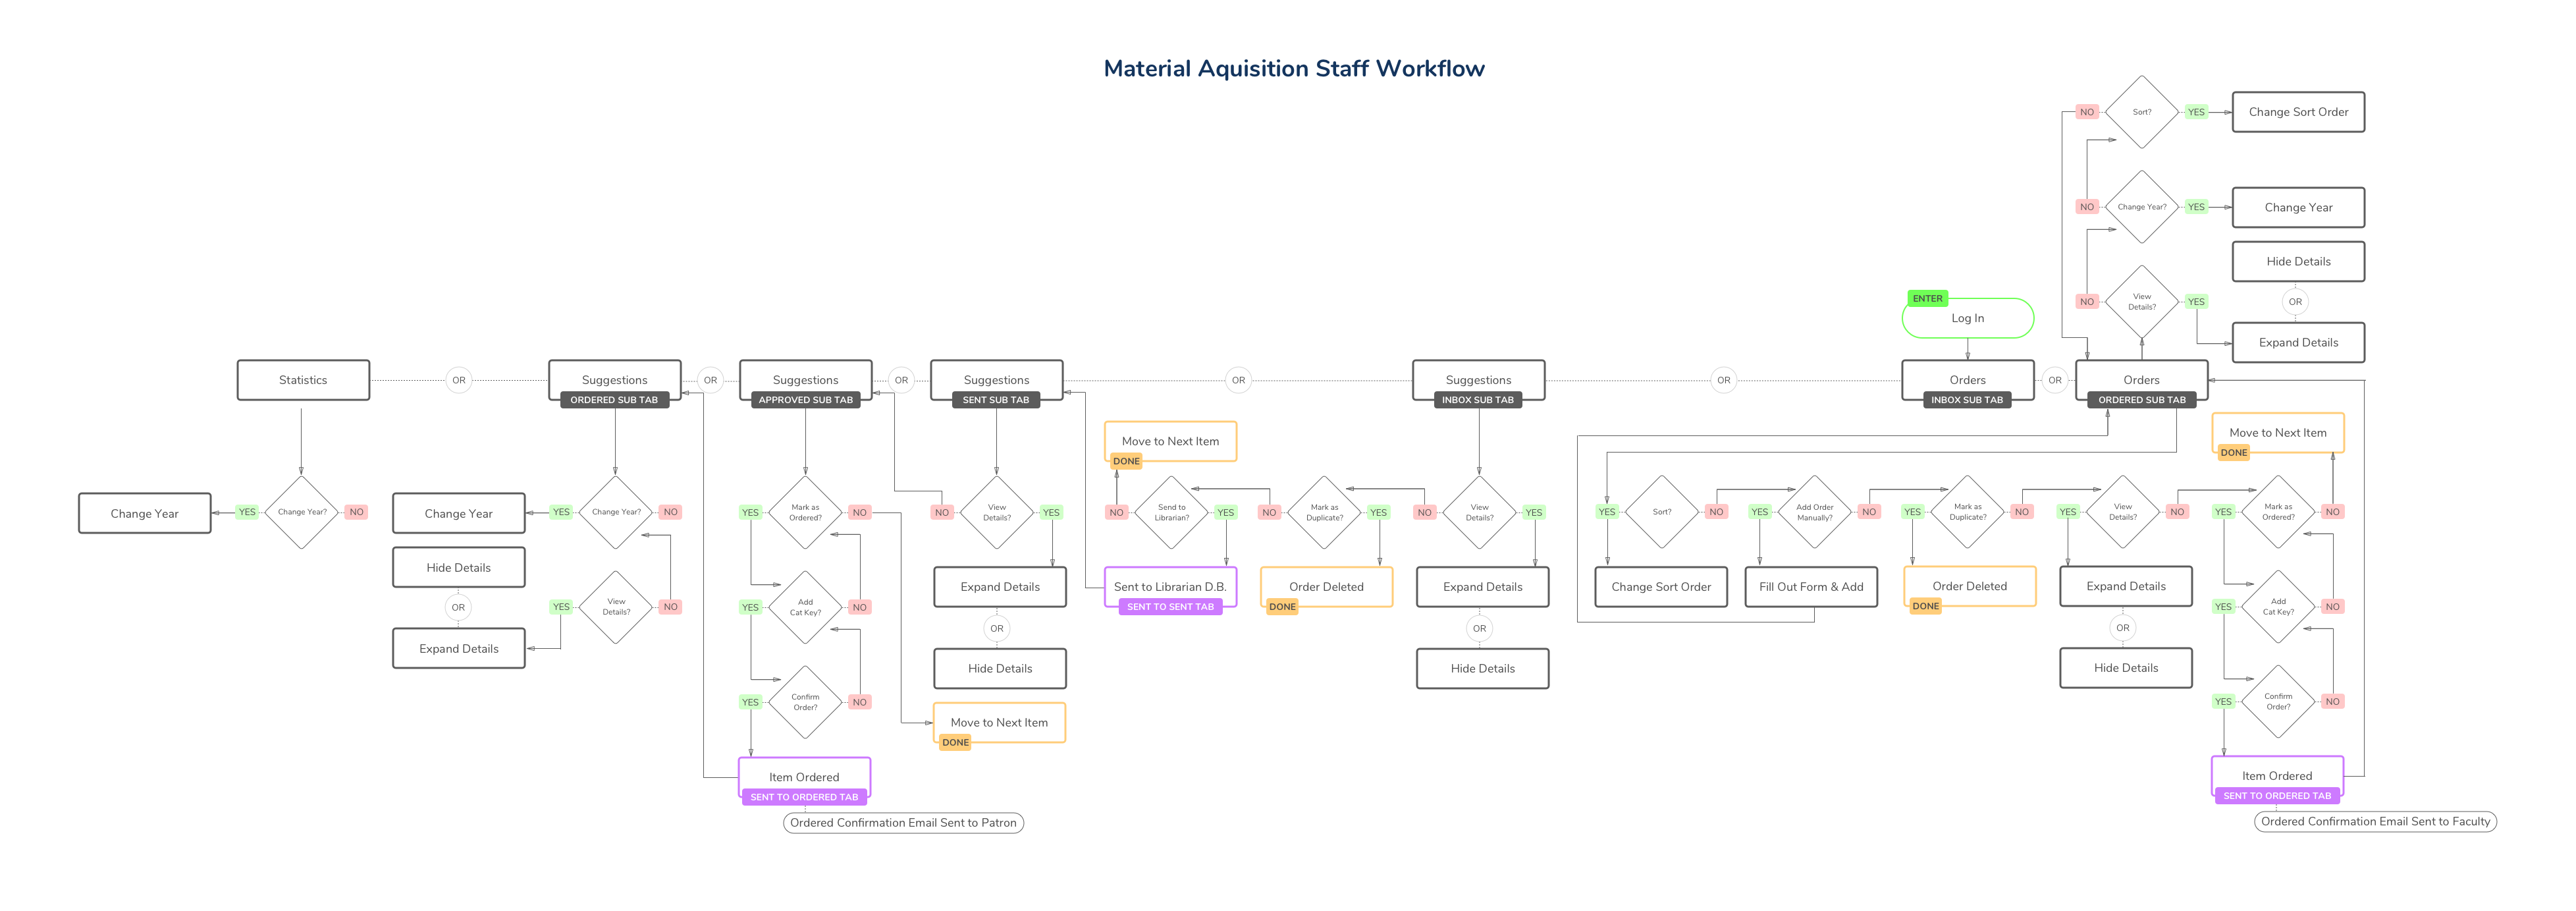 Material Aquisition Staff Workflow
NO
Sort?
YES
Change Sort Order
NO
Change Year?
YES
Change Year
Hide Details
OR
NO
View
Details?
YES
Expand Details
ENTER
Log In
Statistics
OR
Suggestions
ORDERED SUB TAB
OR
Suggestions
APPROVED SUB TAB
OR
Suggestions
SENT SUB TAB
OR
Suggestions
INBOX SUB TAB
OR
Orders
INBOX SUB TAB
OR
Orders
ORDERED SUB TAB
Change Year
YES
Change Year?
NO
Change Year
YES
Change Year?
NO
Hide Details
OR
Expand Details
YES
View
Details?
NO
YES
Mark as
Ordered?
NO
YES
Add
Cat Key?
NO
YES
Confirm
Order?
NO
Item Ordered
SENT TO ORDERED TAB
Ordered Confirmation Email Sent to Patron
NO
View
Details?
YES
Expand Details
OR
Hide Details
Move to Next Item
DONE
Move to Next Item
DONE
NO
Send to
Librarian?
YES
Sent to Librarian D.B.
SENT TO SENT TAB
NO
Mark as
Duplicate?
YES
Order Deleted
DONE
NO
View
Details?
YES
Expand Details
OR
Hide Details
YES
Sort?
NO
Change Sort Order
YES
Add Order
Manually?
NO
Fill Out Form & Add
YES
Mark as
Duplicate?
NO
Order Deleted
DONE
YES
View
Details?
NO
Expand Details
OR
Hide Details
Move to Next Item
DONE
YES
Mark as
Ordered?
NO
YES
Add
Cat Key?
NO
YES
Confirm
Order?
NO
Item Ordered
SENT TO ORDERED TAB
Ordered Confirmation Email Sent to Faculty